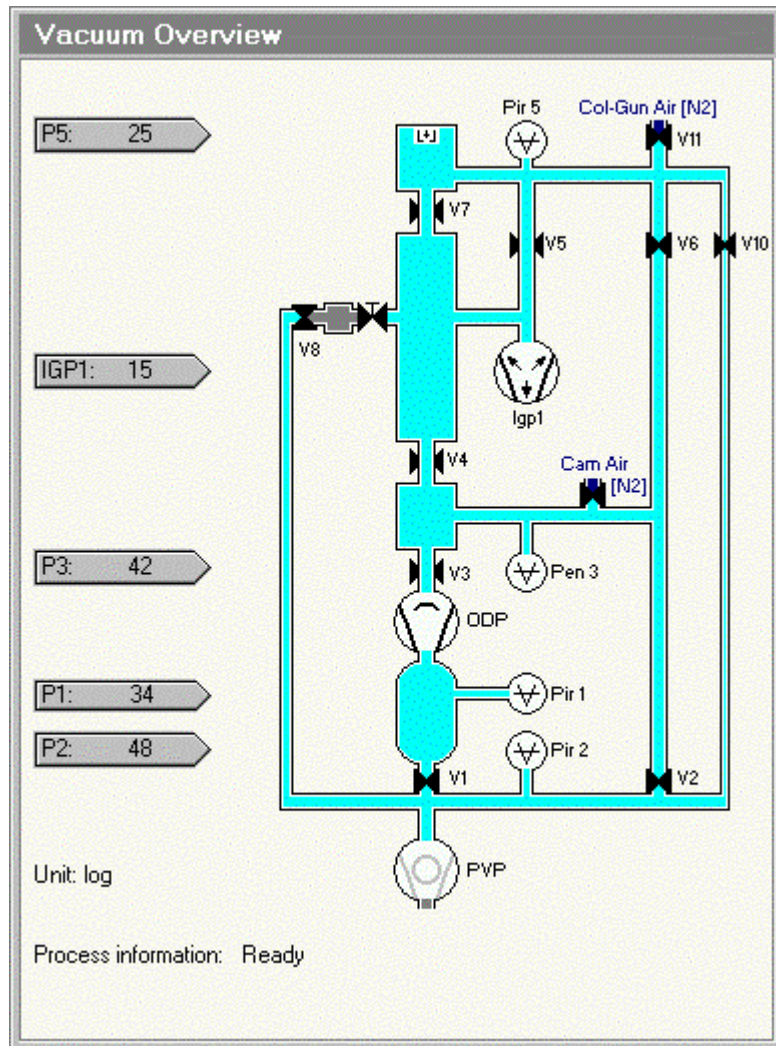 Vacuum Overview
Pir 5
Col-Gun Air [N2]
P5: 25
V11
V7
V5
V6
V10
V8
IGP1: 15
Igp1
V4
Cam Air
[N2]
P3: 42
V3
Pen 3
ODP
P1: 34
Pir 1
P2: 48
Pir 2
V1
V2
PVP
Unit: log
Process information: Ready